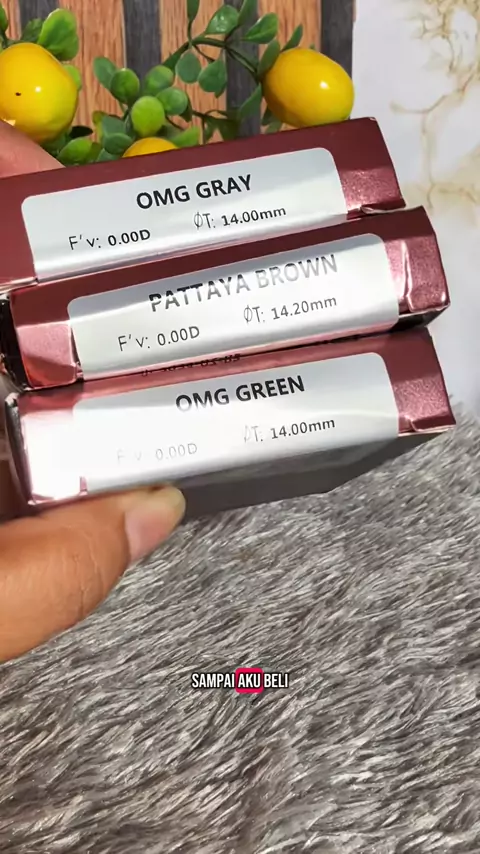 OMG GRAY
F'v: 0.00D ØT: 14.00mm
PATTAYA BROWN
F'v: 0.00D ØT: 14.20mm
OMG GREEN
F'v: 0.00D ØT: 14.00mm
SAMPAI AKU BELI